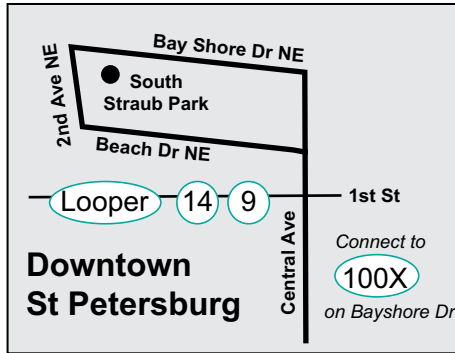 Bay Shore Dr NE
2nd Ave NE
South
Straub Park
Beach Dr NE
Looper
14
9
1st St
Central Ave
Connect to
100X
on Bayshore Dr
Downtown
St Petersburg